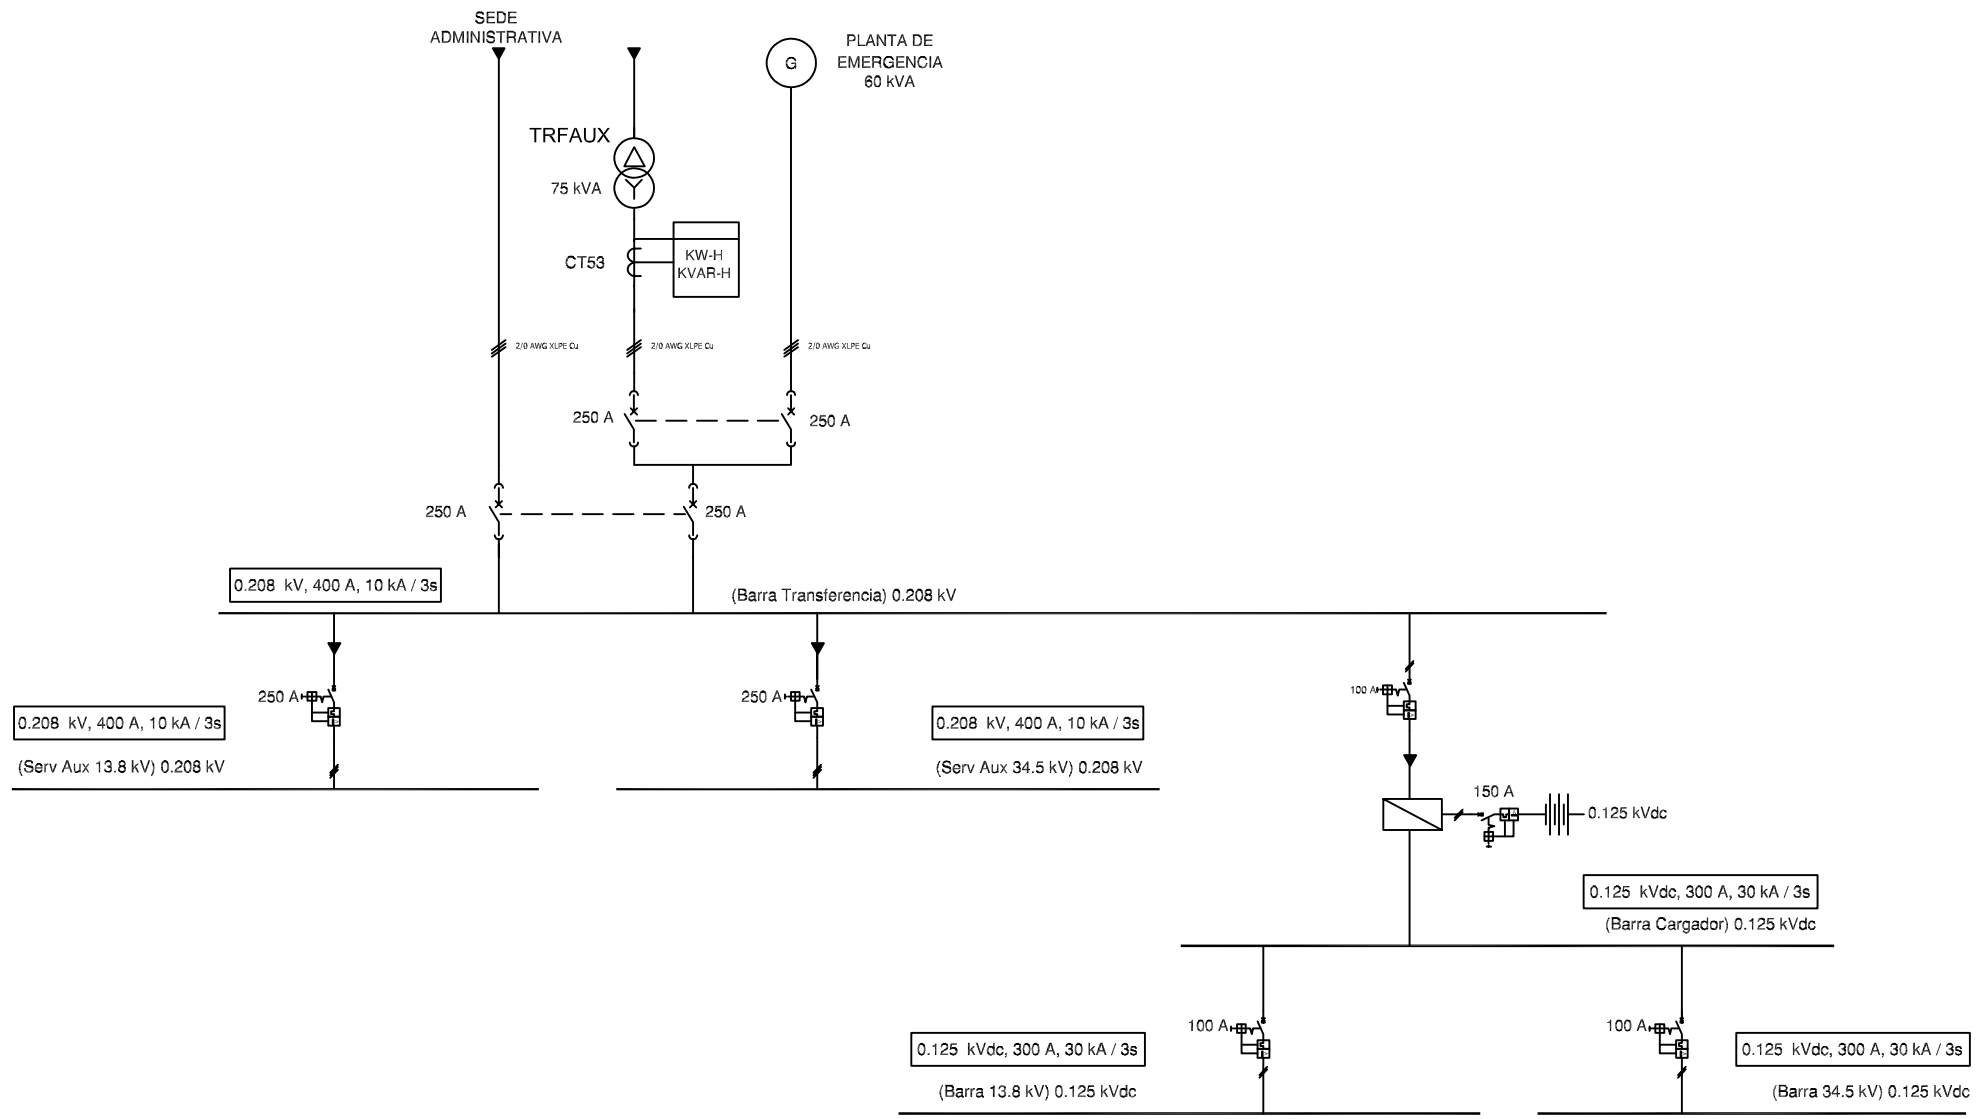 SEDE
ADMINISTRATIVA
PLANTA DE
EMERGENCIA
60 kVA
G
TRFAUX
75 kVA
CT53
KW-H
KVAR-H
2/0 AWG XLPE Cu
2/0 AWG XLPE Cu
2/0 AWG XLPE Cu
250 A
250 A
250 A
250 A
0.208 kV, 400 A, 10 kA / 3s
(Barra Transferencia) 0.208 kV
250 A
250 A
100 A
0.208 kV, 400 A, 10 kA / 3s
(Serv Aux 13.8 kV) 0.208 kV
0.208 kV, 400 A, 10 kA / 3s
(Serv Aux 34.5 kV) 0.208 kV
150 A
0.125 kVdc
0.125 kVdc, 300 A, 30 kA / 3s
(Barra Cargador) 0.125 kVdc
100 A
100 A
0.125 kVdc, 300 A, 30 kA / 3s
(Barra 13.8 kV) 0.125 kVdc
0.125 kVdc, 300 A, 30 kA / 3s
(Barra 34.5 kV) 0.125 kVdc